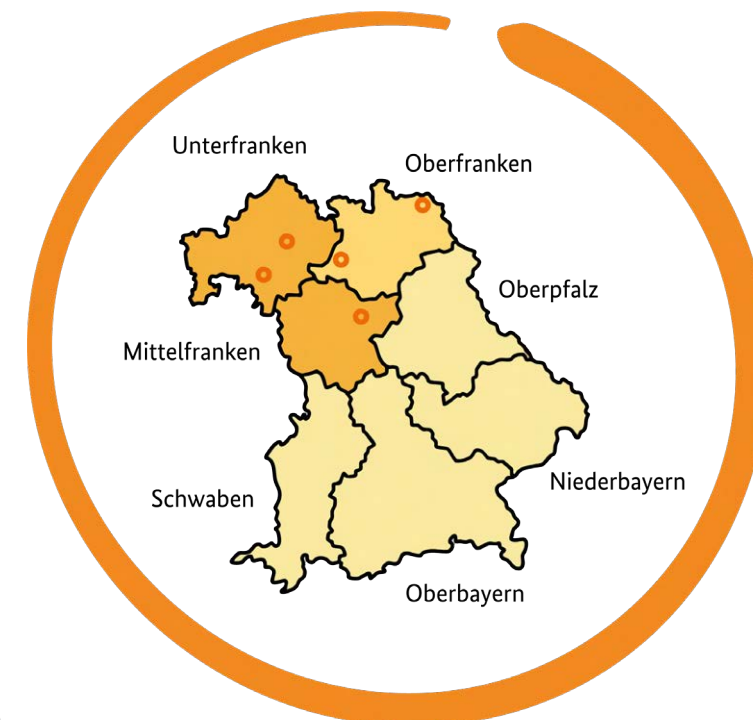 Unterfranken
Oberfranken
Oberpfalz
Mittelfranken
Niederbayern
Schwaben
Oberbayern